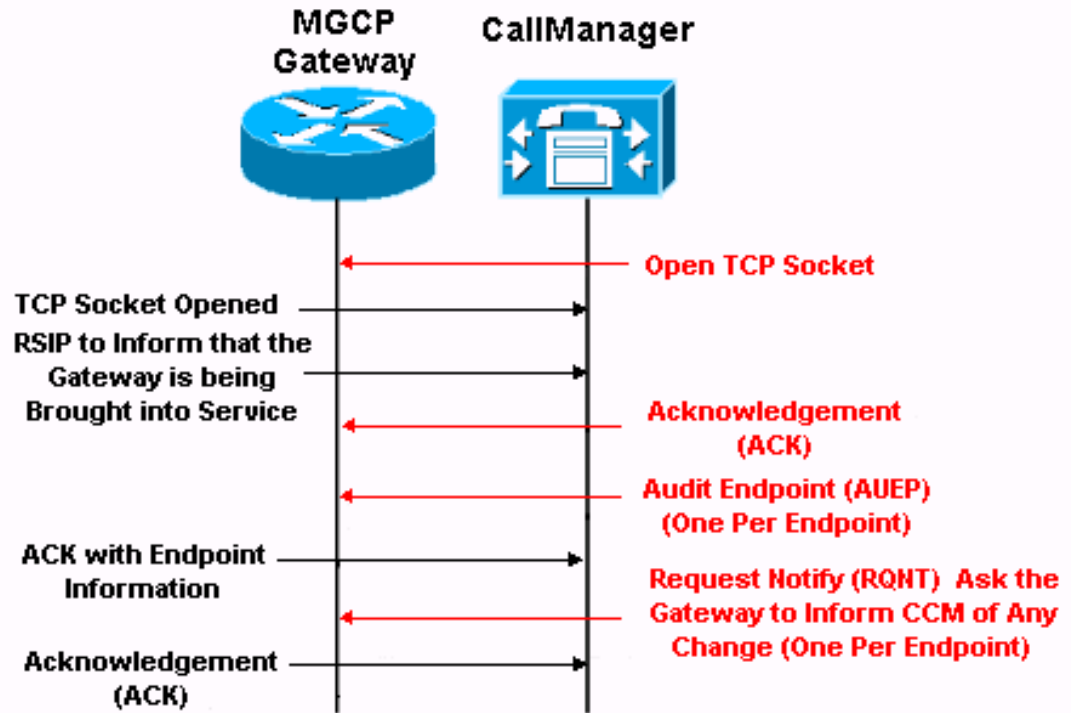 MGCP
Gateway
CallManager
Open TCP Socket
TCP Socket Opened
RSIP to Inform that the
Gateway is being
Brought into Service
Acknowledgement
(ACK)
Audit Endpoint (AUEP)
(One Per Endpoint)
ACK with Endpoint
Information
Request Notify (RQNT)  Ask the
Gateway to Inform CCM of Any
Change (One Per Endpoint)
Acknowledgement
(ACK)